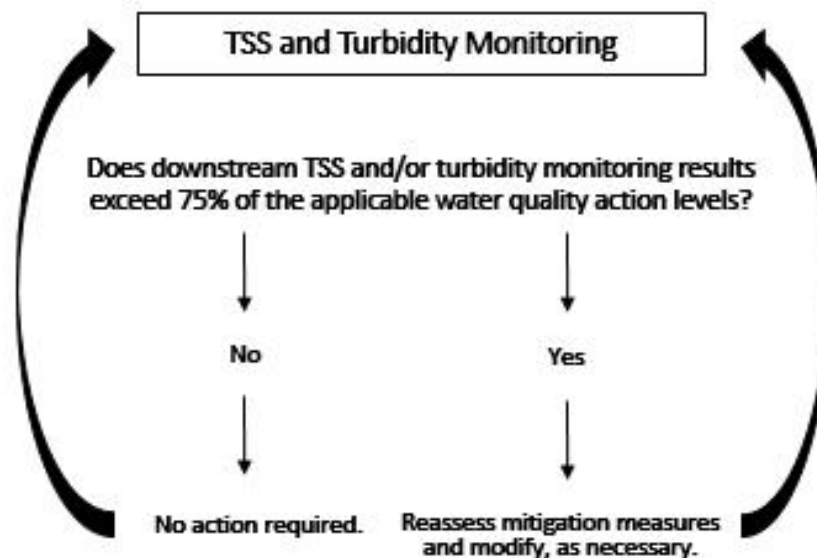 TSS and Turbidity Monitoring
Does downstream TSS and/or turbidity monitoring results
exceed 75% of the applicable water quality action levels?
No
Yes
No action required.
Reassess mitigation measures
and modify, as necessary.